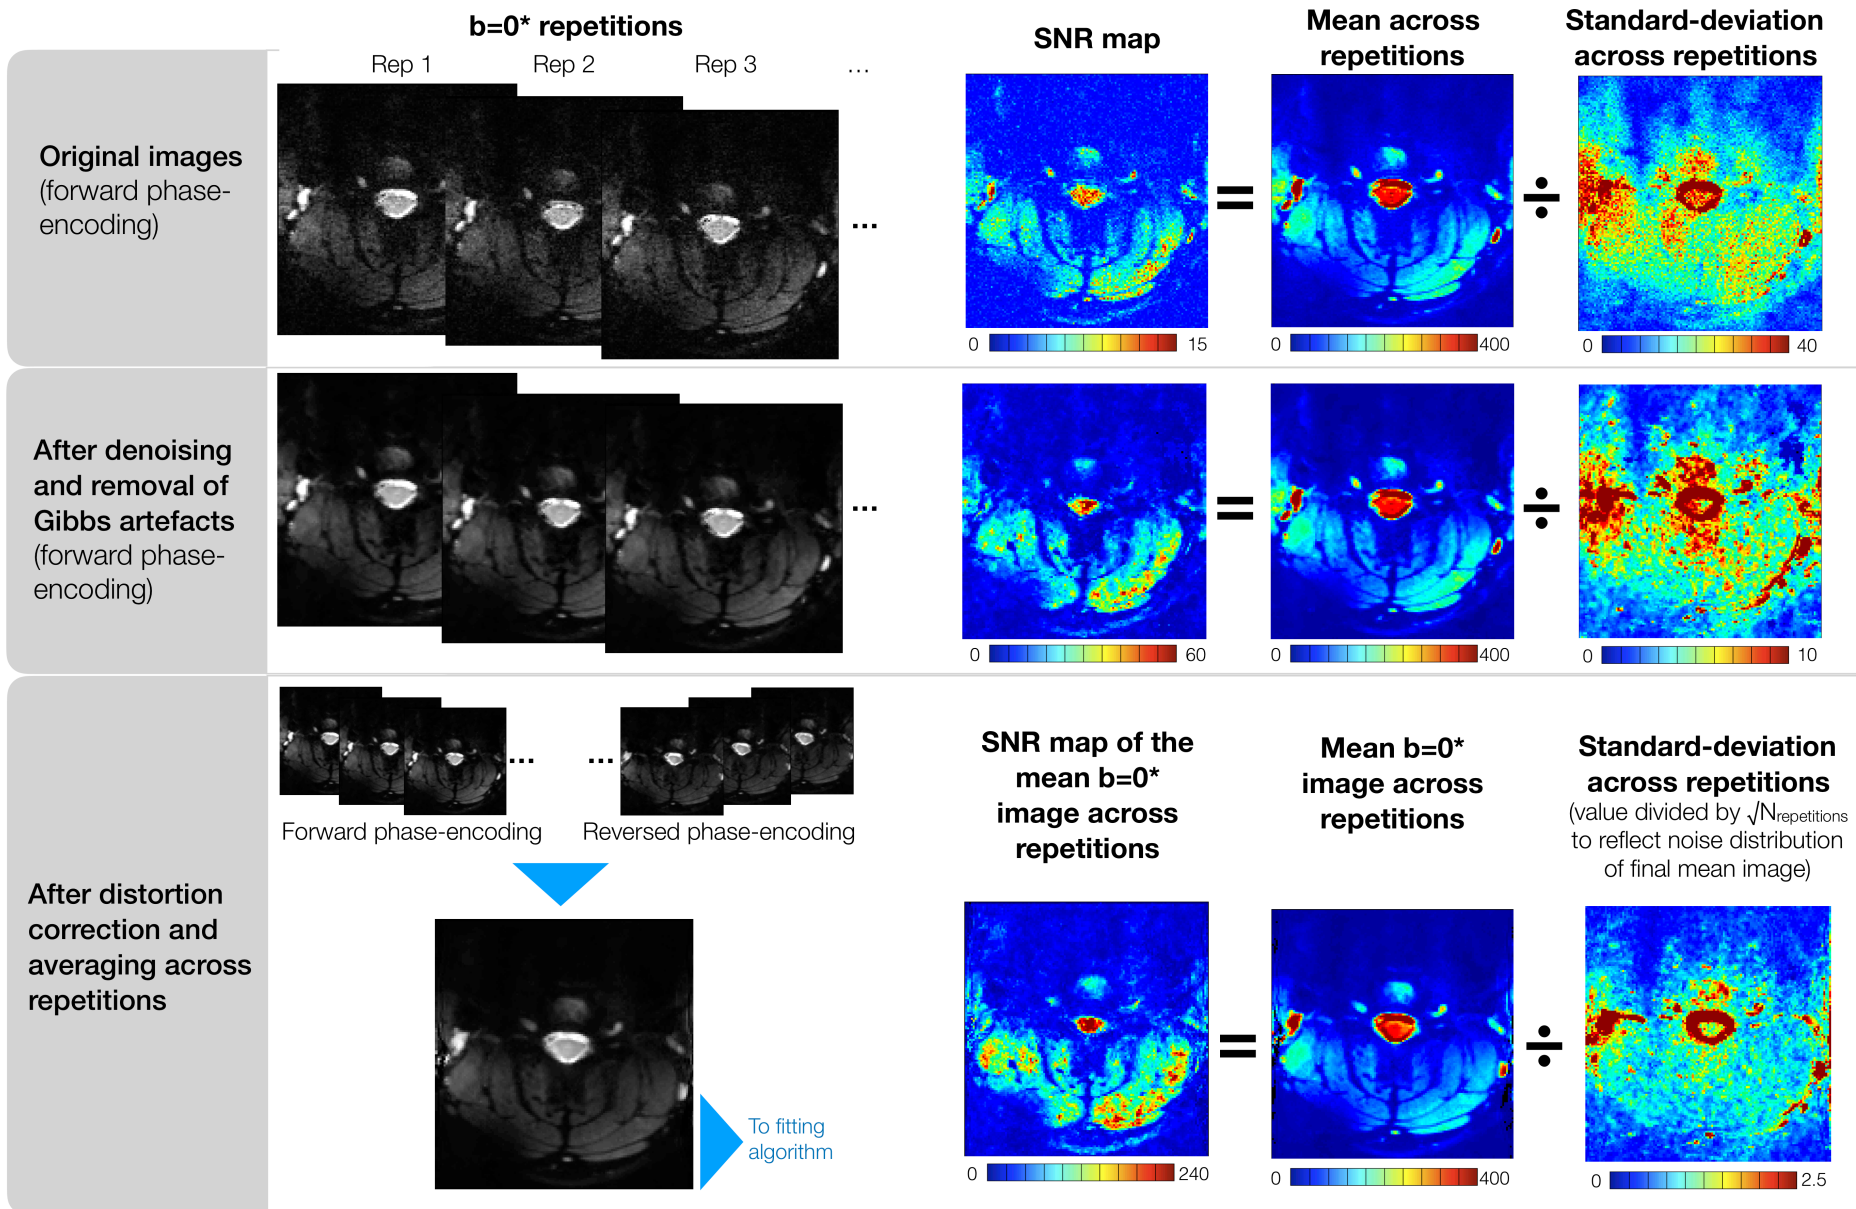 b=0* repetitions
Rep 1
Rep 2
Rep 3
...
SNR map
Mean across
repetitions
Standard-deviation
across repetitions
Original images
(forward phase-
encoding)
...
=
÷
0
15
0
400
0
40
After denoising
and removal of
Gibbs artefacts
(forward phase-
encoding)
...
=
÷
0
60
0
400
0
10
After distortion
correction and
averaging across
repetitions
...
...
Forward phase-encoding
Reversed phase-encoding
To fitting
algorithm
SNR map of the
mean b=0*
image across
repetitions
Mean b=0*
image across
repetitions
Standard-deviation
across repetitions
(value divided by √Nrepetitions
to reflect noise distribution
of final mean image)
=
÷
0
240
0
400
0
2.5